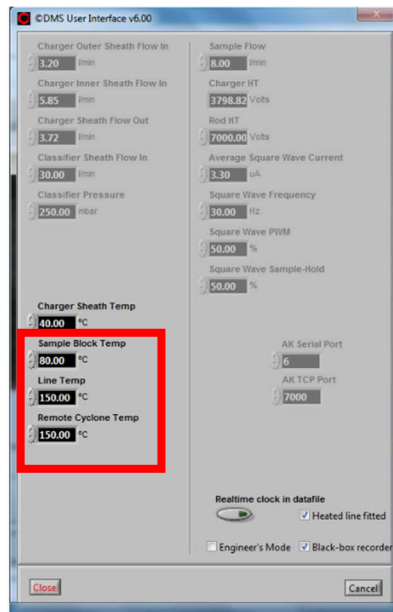 ©DMS User Interface v6.00
Charger Outer Sheath Flow In
3.20 l/min
Charger Inner Sheath Flow In
5.85 l/min
Charger Sheath Flow Out
3.72 l/min
Classifier Sheath Flow In
30.00 l/min
Classifier Pressure
250.00 mbar
Charger Sheath Temp
40.00 °C
Sample Block Temp
80.00 °C
Line Temp
150.00 °C
Remote Cyclone Temp
150.00 °C
Sample Flow
8.00 l/min
Charger HT
3798.82 Volts
Rod HT
7000.00 Volts
Average Square Wave Current
3.30 uA
Square Wave Frequency
30.00 Hz
Square Wave PWM
50.00 %
Square Wave Sample-Hold
50.00 %
AK Serial Port
6
AK TCP Port
7000
Realtime clock in datafile
Heated line fitted
Engineer's Mode Black-box recorder
Close Cancel